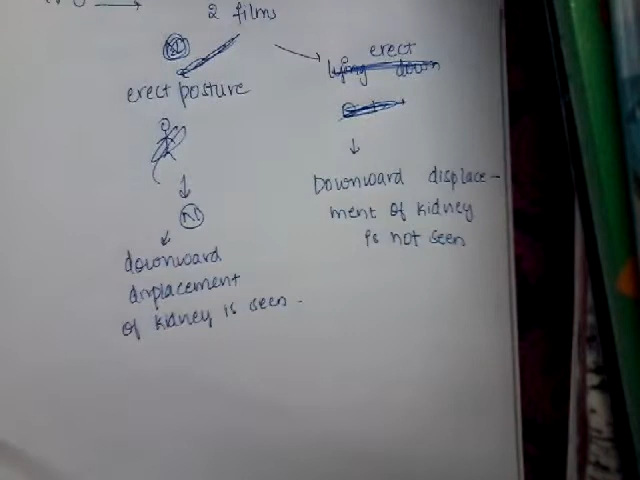 2 films
erect posture
N
downward
displacement
of kidney is seen -
erect
lying down
Downward displace-
ment of kidney
is not seen